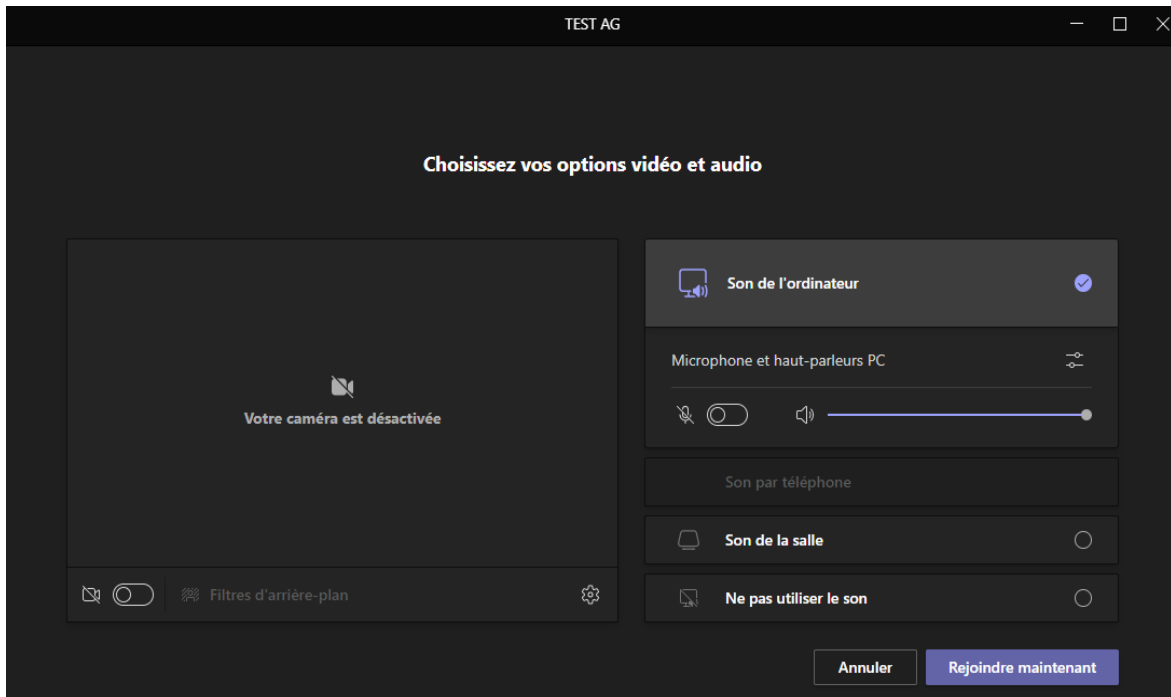 TEST AG
Choisissez vos options vidéo et audio
Votre caméra est désactivée
Filtres d'arrière-plan
Son de l'ordinateur
Microphone et haut-parleurs PC
Son par téléphone
Son de la salle
Ne pas utiliser le son
Annuler
Rejoindre maintenant